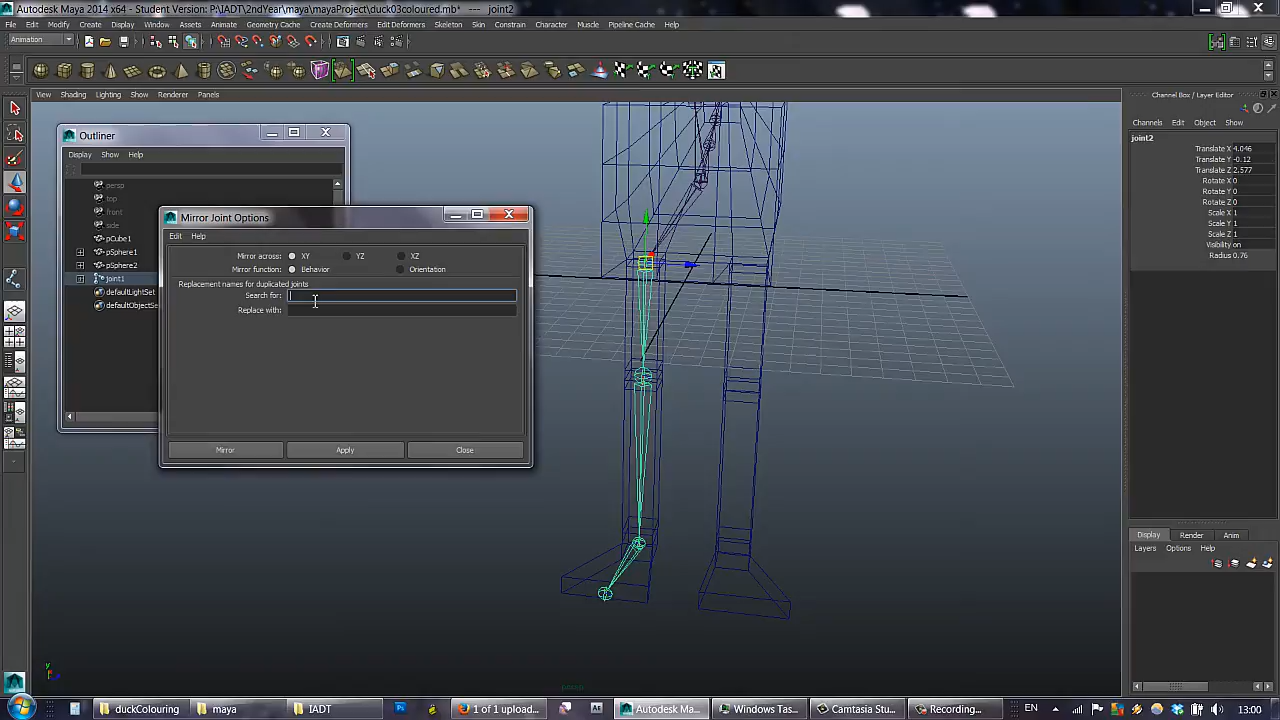 Autodesk Maya 2014 x64 - Student Version: P:\IADT\2ndYear\maya\mayaProject\duck03coloured.mb* --- joint2
File Edit Modify Create Display Window Assets Animate Geometry Cache Create Deformers Edit Deformers Skeleton Skin Constrain Character Muscle Pipeline Cache Help
Animation
View Shading Lighting Show Renderer Panels
Channel Box / Layer Editor
Channels Edit Object Show
joint2
Translate X 4.046
Translate Y -0.12
Translate Z 2.577
Rotate X 0
Rotate Y 0
Rotate Z 0
Scale X 1
Scale Y 1
Scale Z 1
Visibility on
Radius 0.76
Outliner
Display Show Help
persp
top
front
side
pCube1
pSphere1
pSphere2
joint1
defaultLightSet
defaultObjectSe
Mirror Joint Options
Edit Help
Mirror across: XY YZ XZ
Mirror function: Behavior Orientation
Replacement names for duplicated joints
Search for:
Replace with:
Mirror Apply Close
Display Render Anim
Layers Options Help
y
persp
duckColouring maya IADT 1 of 1 upload... Autodesk Ma... Windows Tas... Camtasia Stu... Recording... EN 13:00